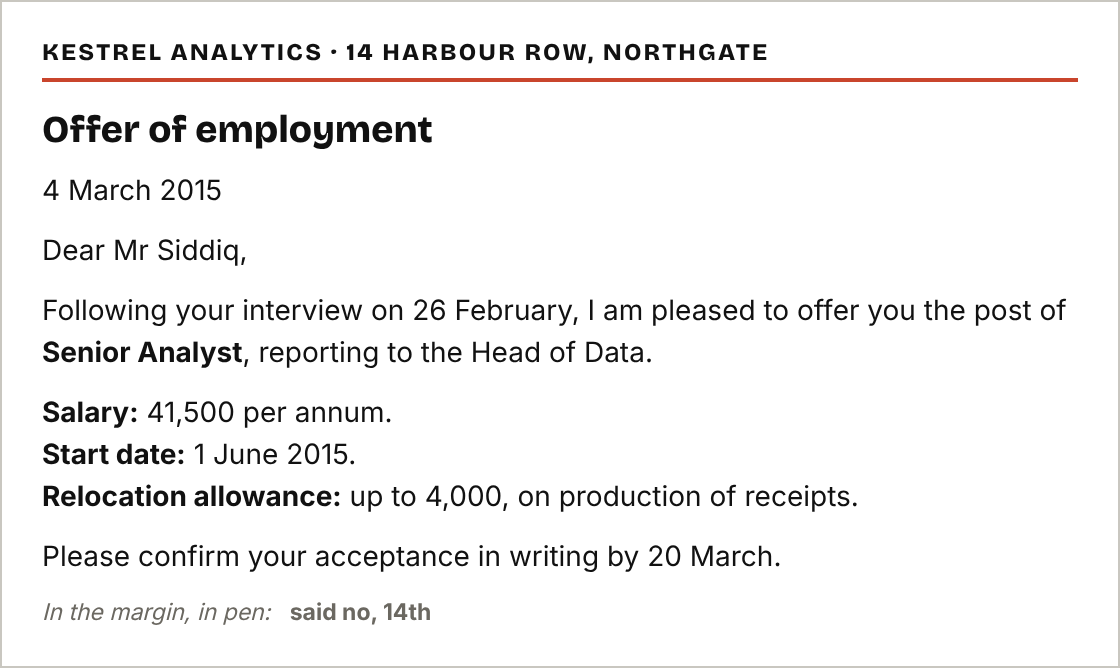 KESTREL ANALYTICS · 14 HARBOUR ROW, NORTHGATE
Offer of employment
4 March 2015
Dear Mr Siddiq,
Following your interview on 26 February, I am pleased to offer you the post of
Senior Analyst, reporting to the Head of Data.
Salary: 41,500 per annum.
Start date: 1 June 2015.
Relocation allowance: up to 4,000, on production of receipts.
Please confirm your acceptance in writing by 20 March.
In the margin, in pen: said no, 14th